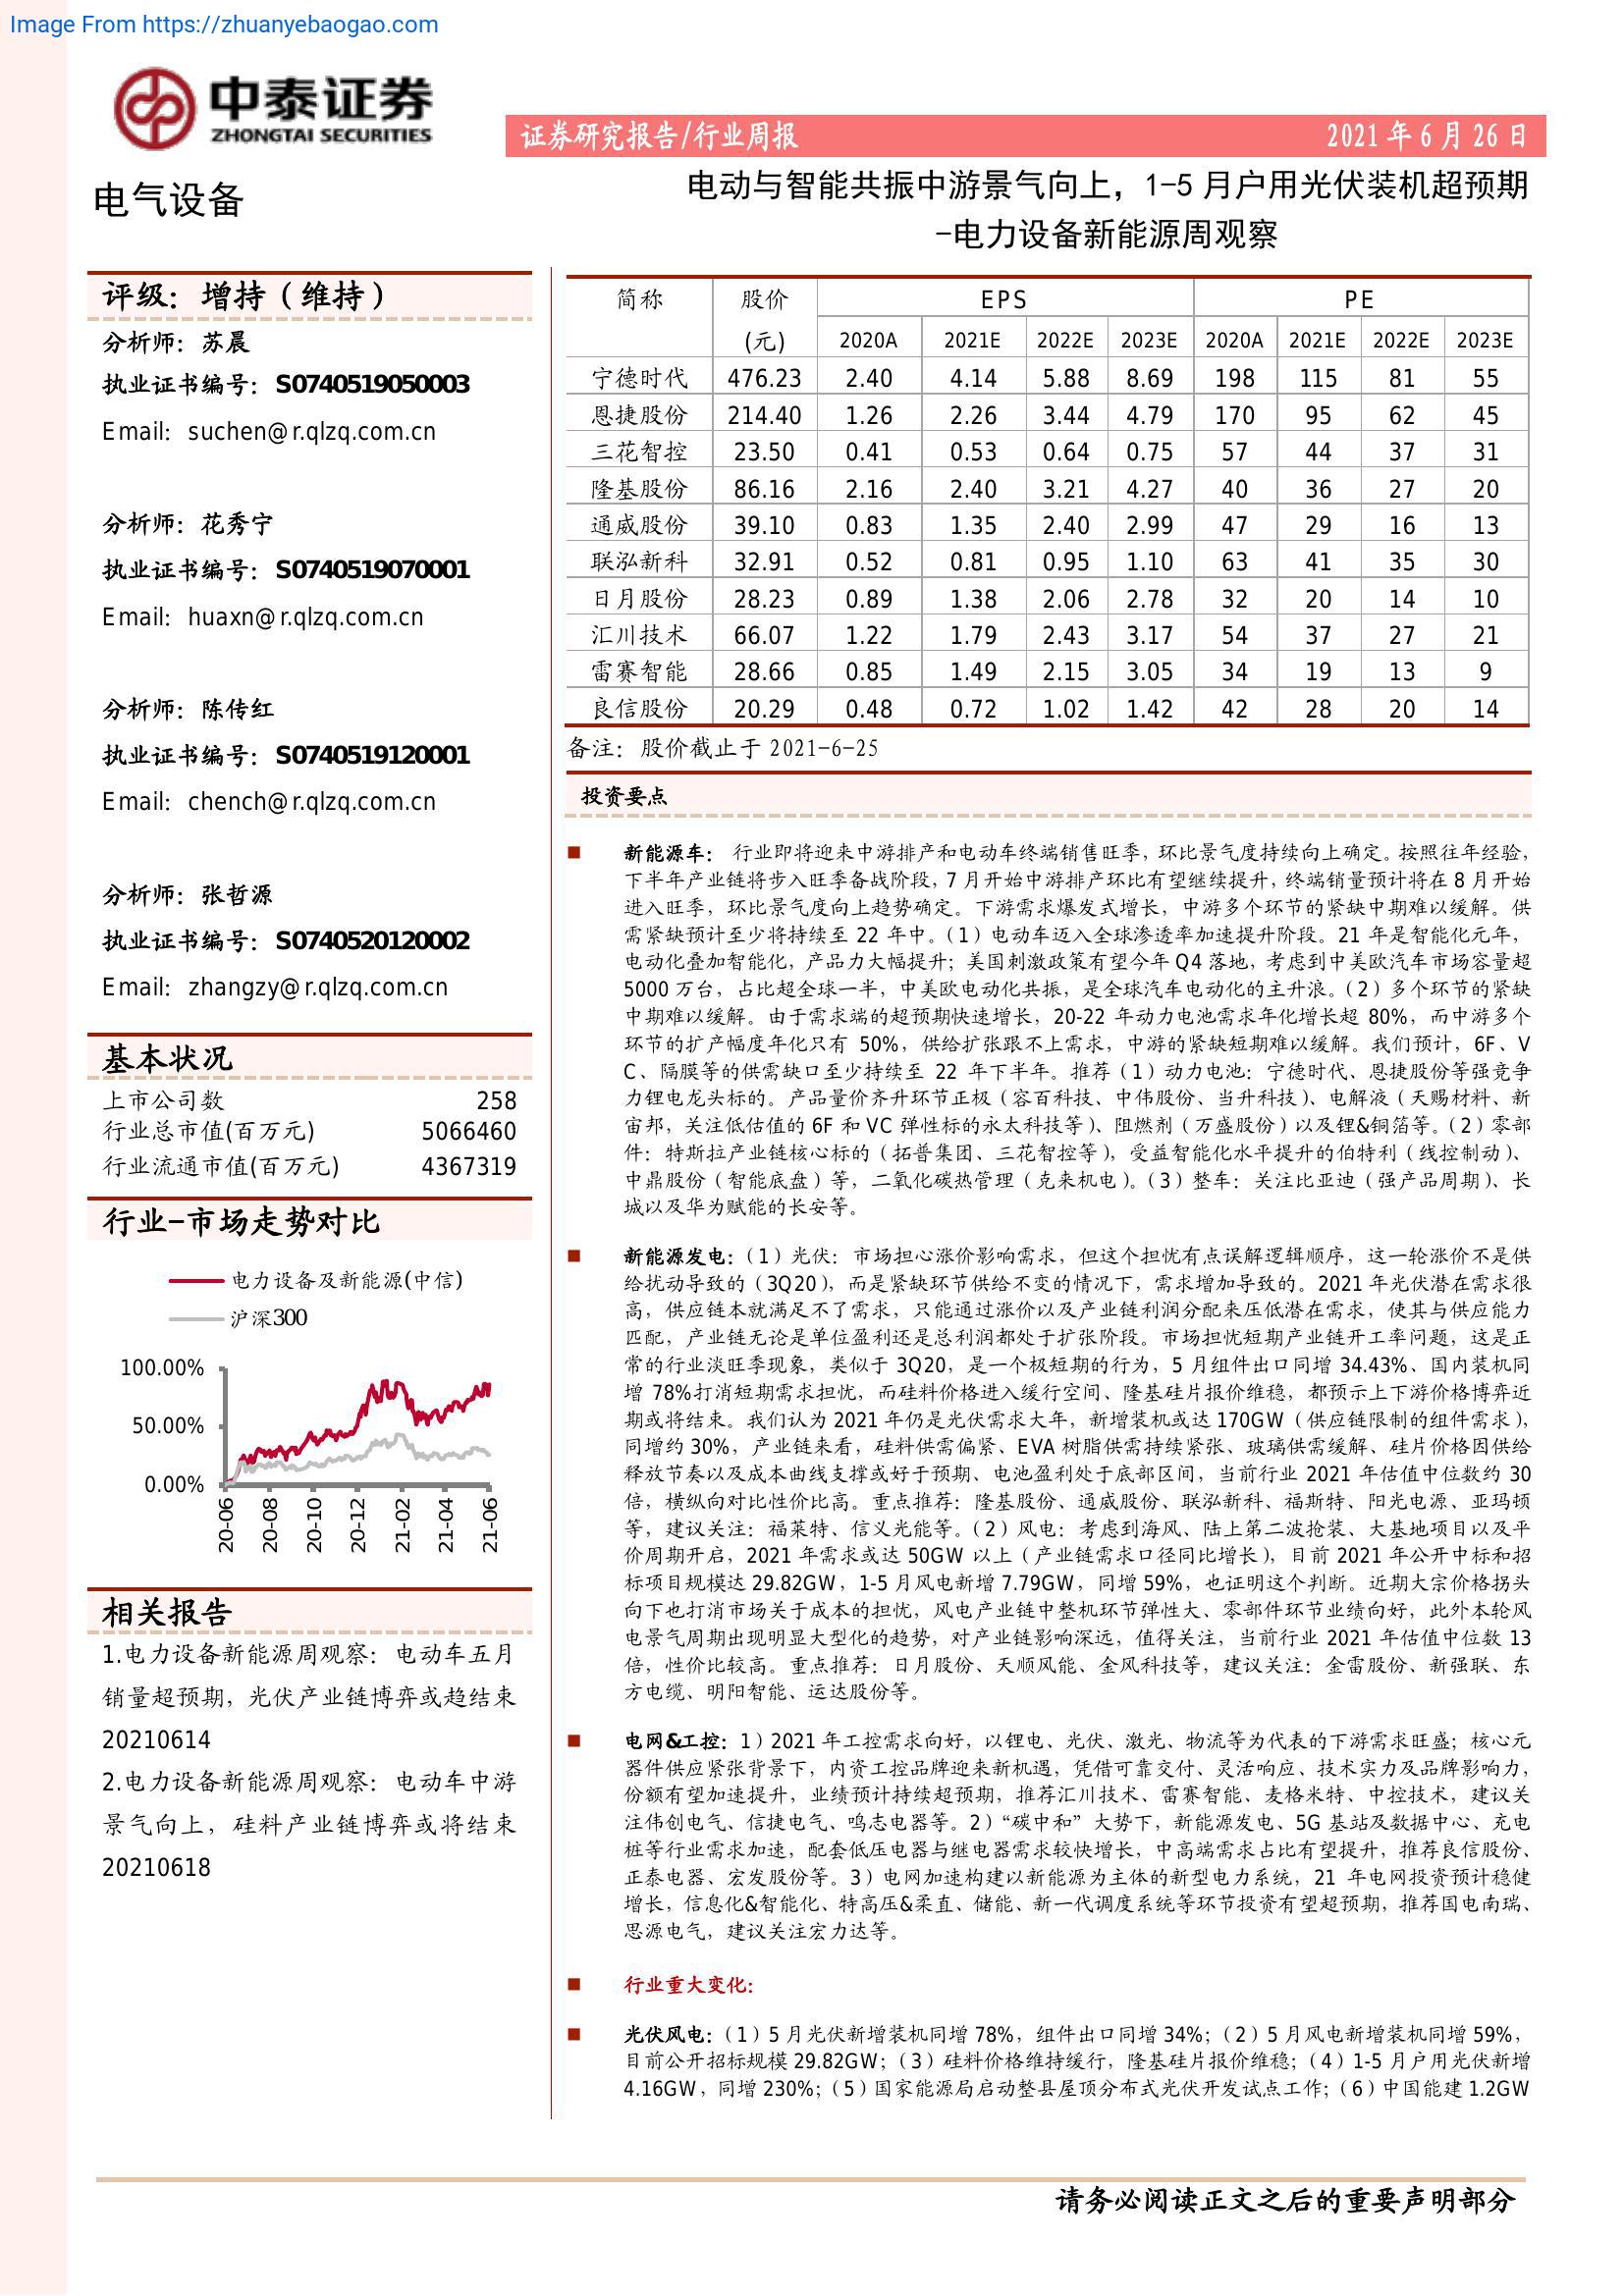 Image From https://zhuanyebaogao.com
中泰证券
ZHONGTAI SECURITIES
证券研究报告/行业周报 2021 年 6 月 26 日
电气设备
电动与智能共振中游景气向上，1-5 月户用光伏装机超预期
-电力设备新能源周观察
评级：增持（维持）
分析师：苏晨
执业证书编号：S0740519050003
Email：suchen@r.qlzq.com.cn
分析师：花秀宁
执业证书编号：S0740519070001
Email：huaxn@r.qlzq.com.cn
分析师：陈传红
执业证书编号：S0740519120001
Email：chench@r.qlzq.com.cn
分析师：张哲源
执业证书编号：S0740520120002
Email：zhangzy@r.qlzq.com.cn
基本状况
上市公司数 258
行业总市值(百万元) 5066460
行业流通市值(百万元) 4367319
行业-市场走势对比
电力设备及新能源(中信)
沪深300
100.00%
50.00%
0.00%
20-06 20-08 20-10 20-12 21-02 21-04 21-06
相关报告
1.电力设备新能源周观察：电动车五月
销量超预期，光伏产业链博弈或趋结束
20210614
2.电力设备新能源周观察：电动车中游
景气向上，硅料产业链博弈或将结束
20210618
简称 股价 EPS PE
(元) 2020A 2021E 2022E 2023E 2020A 2021E 2022E 2023E
宁德时代 476.23 2.40 4.14 5.88 8.69 198 115 81 55
恩捷股份 214.40 1.26 2.26 3.44 4.79 170 95 62 45
三花智控 23.50 0.41 0.53 0.64 0.75 57 44 37 31
隆基股份 86.16 2.16 2.40 3.21 4.27 40 36 27 20
通威股份 39.10 0.83 1.35 2.40 2.99 47 29 16 13
联泓新科 32.91 0.52 0.81 0.95 1.10 63 41 35 30
日月股份 28.23 0.89 1.38 2.06 2.78 32 20 14 10
汇川技术 66.07 1.22 1.79 2.43 3.17 54 37 27 21
雷赛智能 28.66 0.85 1.49 2.15 3.05 34 19 13 9
良信股份 20.29 0.48 0.72 1.02 1.42 42 28 20 14
备注：股价截止于 2021-6-25
投资要点
■ 新能源车： 行业即将迎来中游排产和电动车终端销售旺季，环比景气度持续向上确定。按照往年经验，
下半年产业链将步入旺季备战阶段，7 月开始中游排产环比有望继续提升，终端销量预计将在 8 月开始
进入旺季，环比景气度向上趋势确定。下游需求爆发式增长，中游多个环节的紧缺中期难以缓解。供
需紧缺预计至少将持续至 22 年中。（1）电动车迈入全球渗透率加速提升阶段。21 年是智能化元年，
电动化叠加智能化，产品力大幅提升；美国刺激政策有望今年 Q4 落地，考虑到中美欧汽车市场容量超
5000 万台，占比超全球一半，中美欧电动化共振，是全球汽车电动化的主升浪。（2）多个环节的紧缺
中期难以缓解。由于需求端的超预期快速增长，20-22 年动力电池需求年化增长超 80%，而中游多个
环节的扩产幅度年化只有 50%，供给扩张跟不上需求，中游的紧缺短期难以缓解。我们预计，6F、V
C、隔膜等的供需缺口至少持续至 22 年下半年。推荐（1）动力电池：宁德时代、恩捷股份等强竞争
力锂电龙头标的。产品量价齐升环节正极（容百科技、中伟股份、当升科技）、电解液（天赐材料、新
宙邦，关注低估值的 6F 和 VC 弹性标的永太科技等）、阻燃剂（万盛股份）以及锂&铜箔等。（2）零部
件：特斯拉产业链核心标的（拓普集团、三花智控等），受益智能化水平提升的伯特利（线控制动）、
中鼎股份（智能底盘）等，二氧化碳热管理（克来机电）。（3）整车：关注比亚迪（强产品周期）、长
城以及华为赋能的长安等。
■ 新能源发电：（1）光伏：市场担心涨价影响需求，但这个担忧有点误解逻辑顺序，这一轮涨价不是供
给扰动导致的（3Q20），而是紧缺环节供给不变的情况下，需求增加导致的。2021 年光伏潜在需求很
高，供应链本就满足不了需求，只能通过涨价以及产业链利润分配来压低潜在需求，使其与供应能力
匹配，产业链无论是单位盈利还是总利润都处于扩张阶段。市场担忧短期产业链开工率问题，这是正
常的行业淡旺季现象，类似于 3Q20，是一个极短期的行为，5 月组件出口同增 34.43%、国内装机同
增 78%打消短期需求担忧，而硅料价格进入缓行空间、隆基硅片报价维稳，都预示上下游价格博弈近
期或将结束。我们认为 2021 年仍是光伏需求大年，新增装机或达 170GW（供应链限制的组件需求），
同增约 30%，产业链来看，硅料供需偏紧、EVA 树脂供需持续紧张、玻璃供需缓解、硅片价格因供给
释放节奏以及成本曲线支撑或好于预期、电池盈利处于底部区间，当前行业 2021 年估值中位数约 30
倍，横纵向对比性价比高。重点推荐：隆基股份、通威股份、联泓新科、福斯特、阳光电源、亚玛顿
等，建议关注：福莱特、信义光能等。（2）风电：考虑到海风、陆上第二波抢装、大基地项目以及平
价周期开启，2021 年需求或达 50GW 以上（产业链需求口径同比增长），目前 2021 年公开中标和招
标项目规模达 29.82GW，1-5 月风电新增 7.79GW，同增 59%，也证明这个判断。近期大宗价格拐头
向下也打消市场关于成本的担忧，风电产业链中整机环节弹性大、零部件环节业绩向好，此外本轮风
电景气周期出现明显大型化的趋势，对产业链影响深远，值得关注，当前行业 2021 年估值中位数 13
倍，性价比较高。重点推荐：日月股份、天顺风能、金风科技等，建议关注：金雷股份、新强联、东
方电缆、明阳智能、运达股份等。
■ 电网&工控：1）2021 年工控需求向好，以锂电、光伏、激光、物流等为代表的下游需求旺盛；核心元
器件供应紧张背景下，内资工控品牌迎来新机遇，凭借可靠交付、灵活响应、技术实力及品牌影响力，
份额有望加速提升，业绩预计持续超预期，推荐汇川技术、雷赛智能、麦格米特、中控技术，建议关
注伟创电气、信捷电气、鸣志电器等。2）“碳中和”大势下，新能源发电、5G 基站及数据中心、充电
桩等行业需求加速，配套低压电器与继电器需求较快增长，中高端需求占比有望提升，推荐良信股份、
正泰电器、宏发股份等。3）电网加速构建以新能源为主体的新型电力系统，21 年电网投资预计稳健
增长，信息化&智能化、特高压&柔直、储能、新一代调度系统等环节投资有望超预期，推荐国电南瑞、
思源电气，建议关注宏力达等。
■ 行业重大变化：
■ 光伏风电：（1）5 月光伏新增装机同增 78%，组件出口同增 34%；（2）5 月风电新增装机同增 59%，
目前公开招标规模 29.82GW；（3）硅料价格维持缓行，隆基硅片报价维稳；（4）1-5 月户用光伏新增
4.16GW，同增 230%；（5）国家能源局启动整县屋顶分布式光伏开发试点工作；（6）中国能建 1.2GW
请务必阅读正文之后的重要声明部分